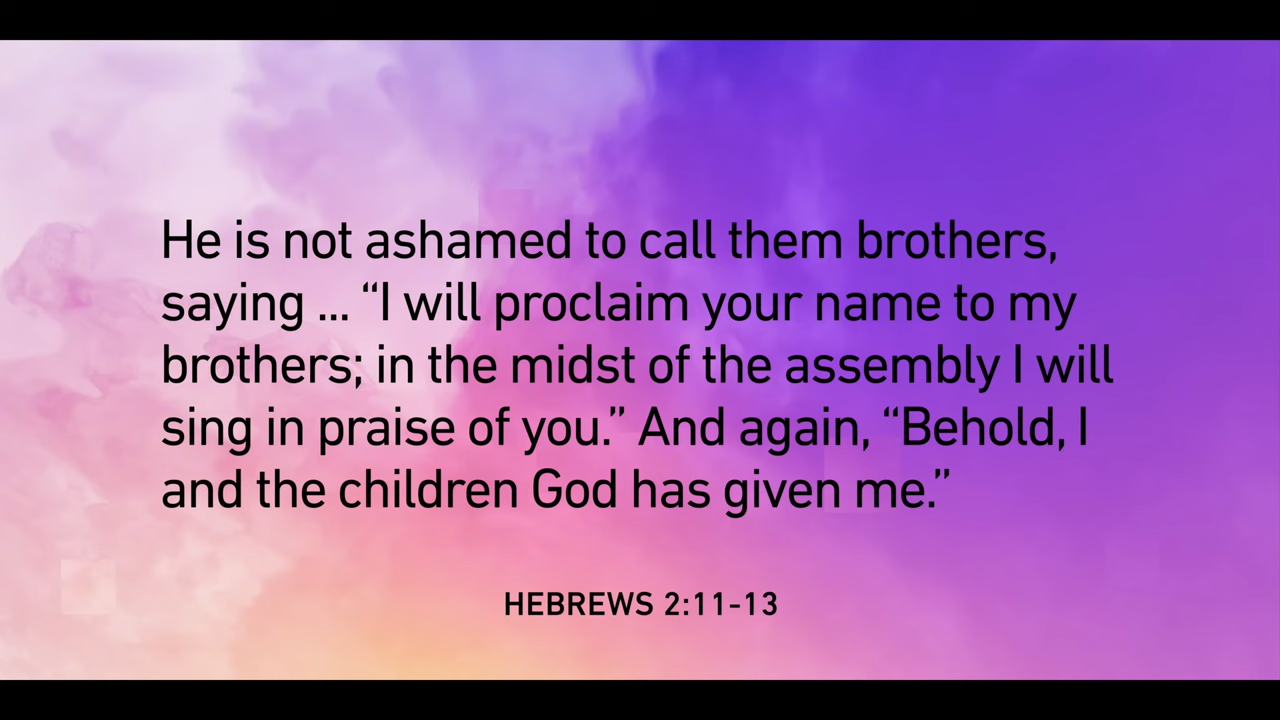 He is not ashamed to call them brothers,
saying ... “I will proclaim your name to my
brothers; in the midst of the assembly I will
sing in praise of you.” And again, “Behold, I
and the children God has given me.”
HEBREWS 2:11-13